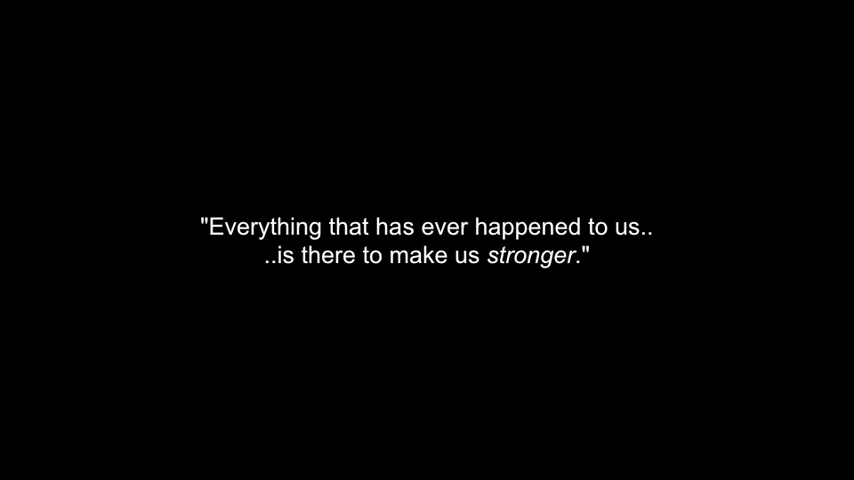 "Everything that has ever happened to us..
..is there to make us stronger."